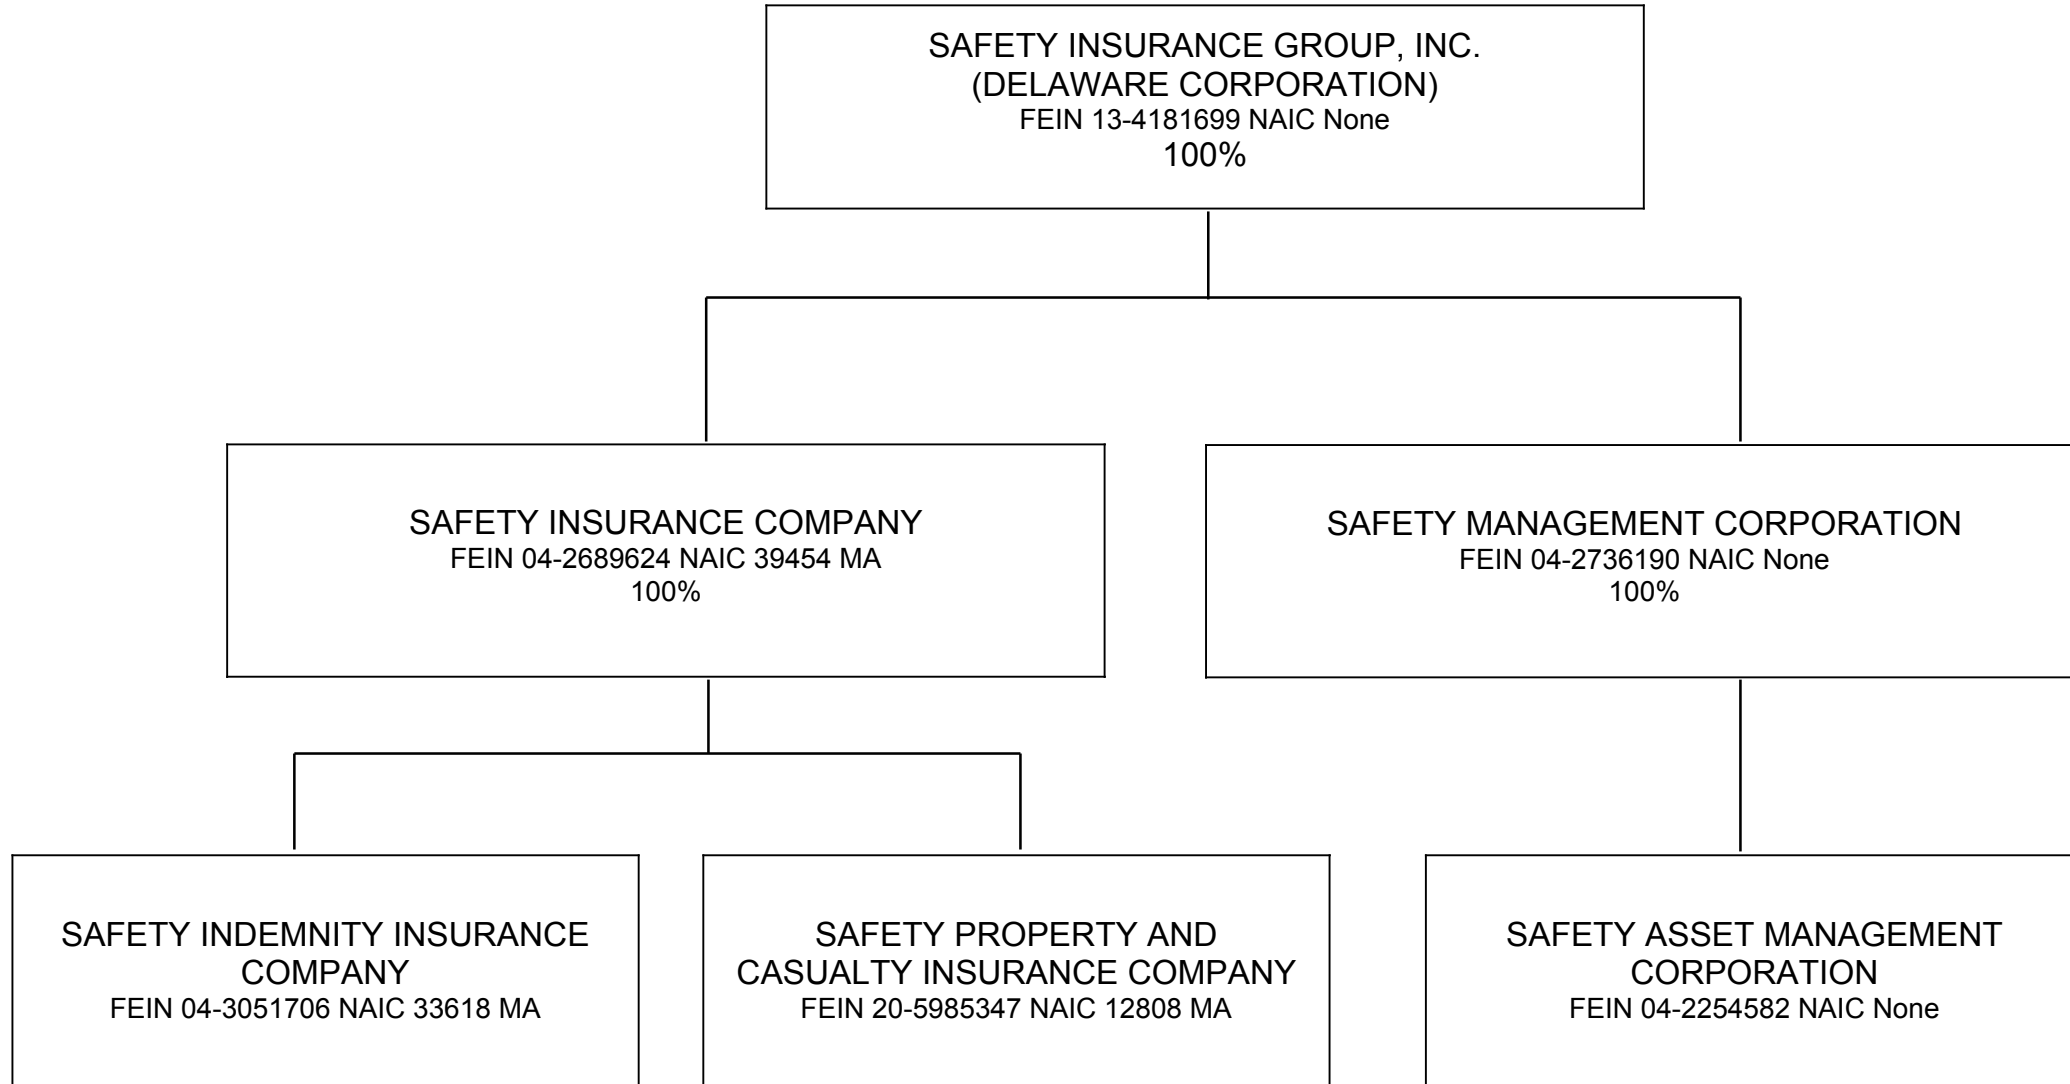 SAFETY INSURANCE GROUP, INC.
(DELAWARE CORPORATION)
FEIN 13-4181699 NAIC None
100%
SAFETY INSURANCE COMPANY
FEIN 04-2689624 NAIC 39454 MA
100%
SAFETY MANAGEMENT CORPORATION
FEIN 04-2736190 NAIC None
100%
SAFETY INDEMNITY INSURANCE
COMPANY
FEIN 04-3051706 NAIC 33618 MA
SAFETY PROPERTY AND
CASUALTY INSURANCE COMPANY
FEIN 20-5985347 NAIC 12808 MA
SAFETY ASSET MANAGEMENT
CORPORATION
FEIN 04-2254582 NAIC None